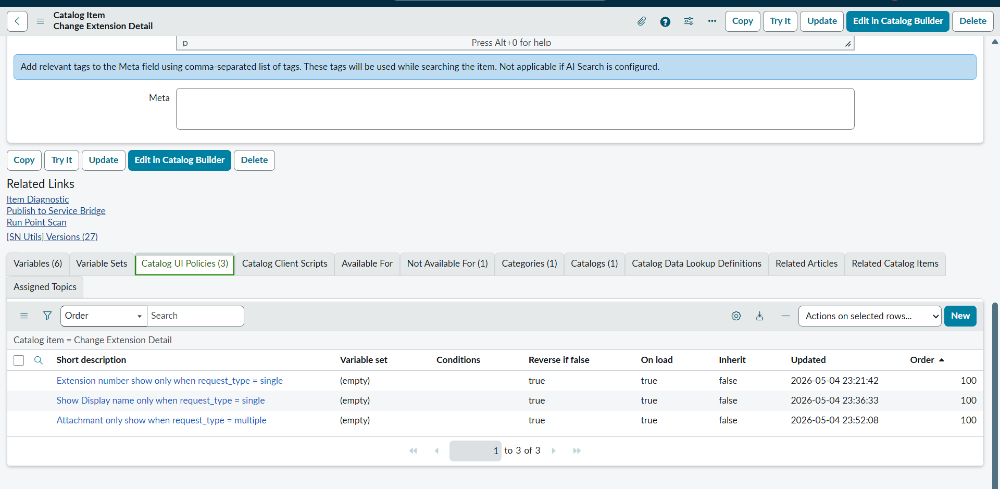 Catalog Item
Change Extension Detail
Copy Try It Update Edit in Catalog Builder Delete
p Press Alt+0 for help
Add relevant tags to the Meta field using comma-separated list of tags. These tags will be used while searching the item. Not applicable if AI Search is configured.
Meta
Copy Try It Update Edit in Catalog Builder Delete
Related Links
Item Diagnostic
Publish to Service Bridge
Run Point Scan
[SN Utils] Versions (27)
Variables (6) Variable Sets Catalog UI Policies (3) Catalog Client Scripts Available For Not Available For (1) Categories (1) Catalogs (1) Catalog Data Lookup Definitions Related Articles Related Catalog Items
Assigned Topics
Order Search Actions on selected rows... New
Catalog item = Change Extension Detail
Short description Variable set Conditions Reverse if false On load Inherit Updated Order
Extension number show only when request_type = single (empty) true true false 2026-05-04 23:21:42 100
Show Display name only when request_type = single (empty) true true false 2026-05-04 23:36:33 100
Attachmant only show when request_type = multiple (empty) true true false 2026-05-04 23:52:08 100
1 to 3 of 3